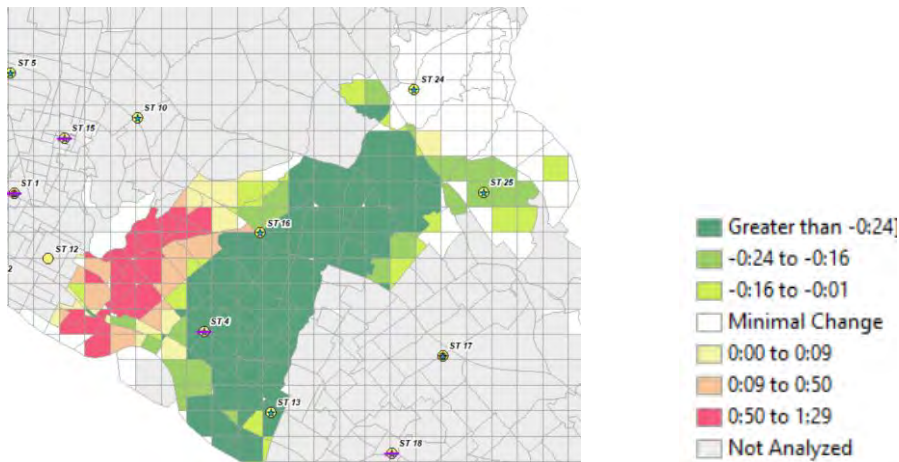 ST 5
ST 24
ST 10
ST 15
ST 1
ST 25
ST 16
ST 12
2
ST 4
ST 17
ST 13
ST 18
Greater than -0:24]
-0:24 to -0:16
-0:16 to -0:01
Minimal Change
0:00 to 0:09
0:09 to 0:50
0:50 to 1:29
Not Analyzed